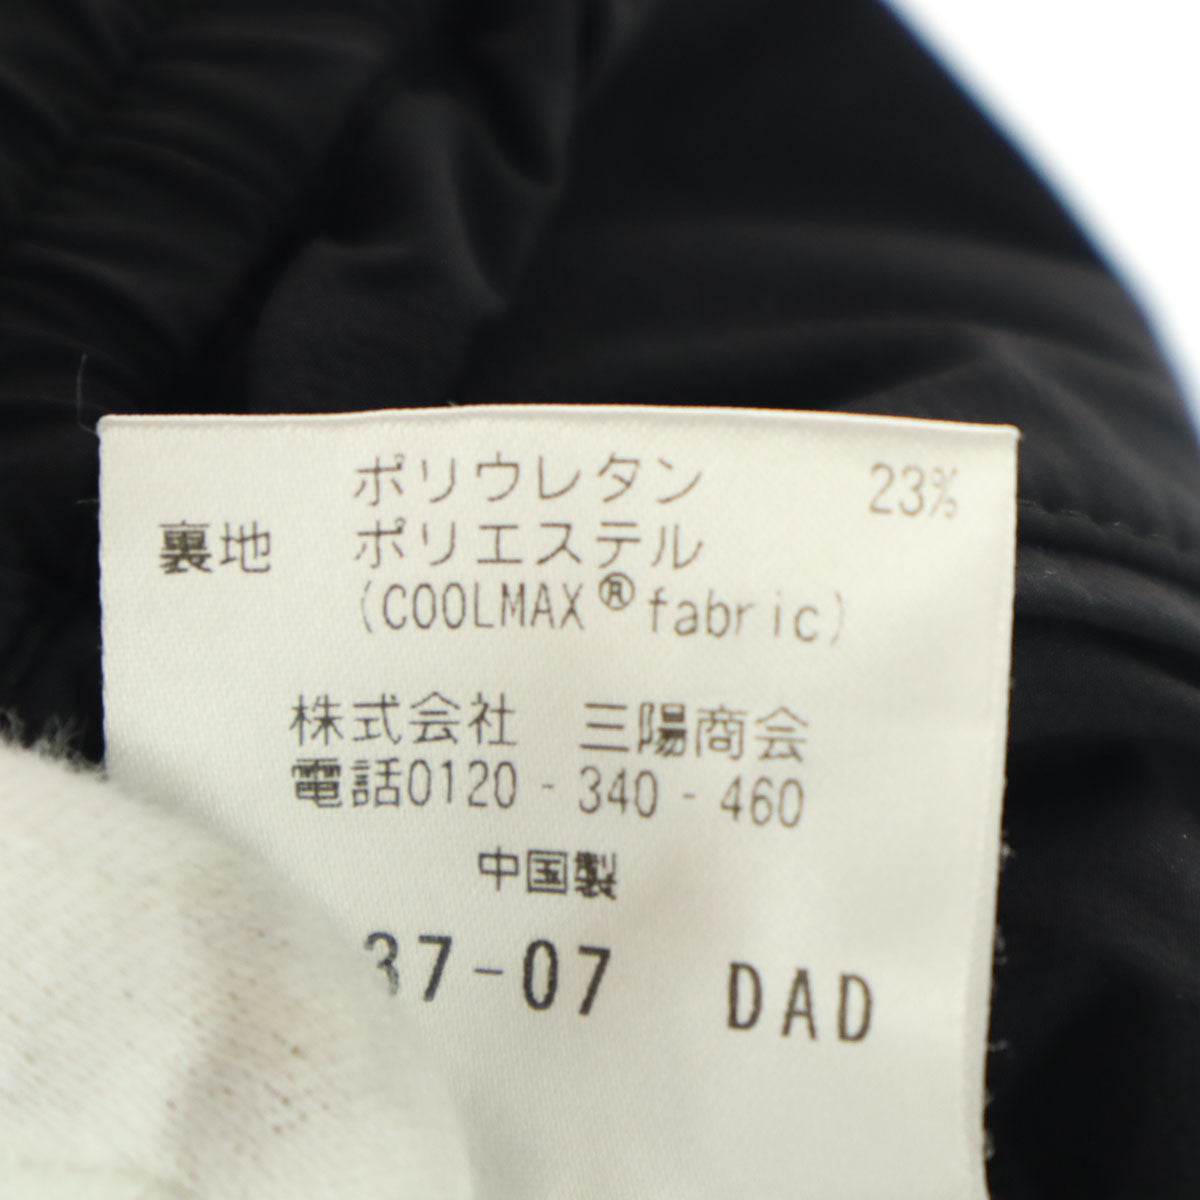 ポリウレタン 23%
裏地 ポリエステル
(COOLMAX® fabric)
株式会社 三陽商会
電話0120-340-460
中国製
37-07 DAD